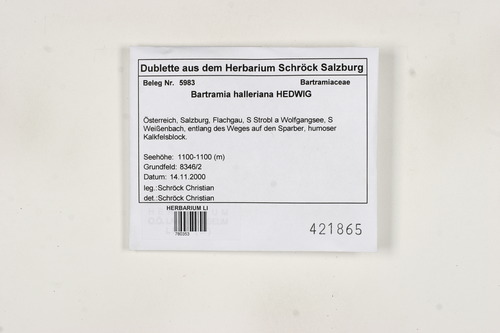 Dublette aus dem Herbarium Schröck Salzburg
Beleg Nr. 5983 Bartramiaceae
Bartramia halleriana HEDWIG
Österreich, Salzburg, Flachgau, S Strobl a Wolfgangsee, S
Weißenbach, entlang des Weges auf den Sparber, humoser
Kalkfelsblock.
Seehöhe: 1100-1100 (m)
Grundfeld: 8346/2
Datum: 14.11.2000
leg.:Schröck Christian
det.:Schröck Christian
HERBARIUM LI
421865